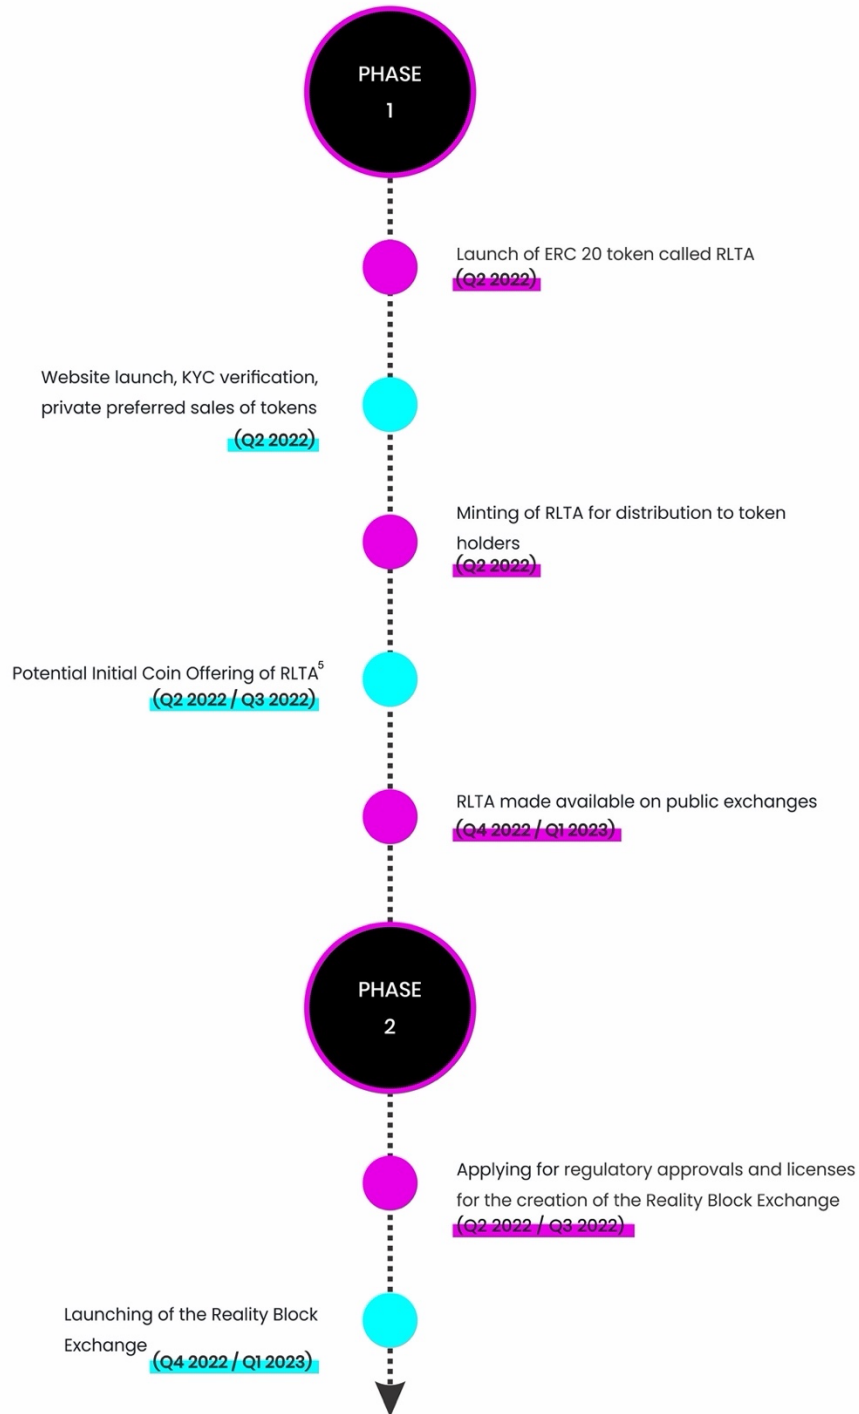 PHASE
1
Launch of ERC 20 token called RLTA
(Q2 2022)
Website launch, KYC verification,
private preferred sales of tokens
(Q2 2022)
Minting of RLTA for distribution to token
holders
(Q2 2022)
Potential Initial Coin Offering of RLTA⁵
(Q2 2022 / Q3 2022)
RLTA made available on public exchanges
(Q4 2022 / Q1 2023)
PHASE
2
Applying for regulatory approvals and licenses
for the creation of the Reality Block Exchange
(Q2 2022 / Q3 2022)
Launching of the Reality Block
Exchange
(Q4 2022 / Q1 2023)